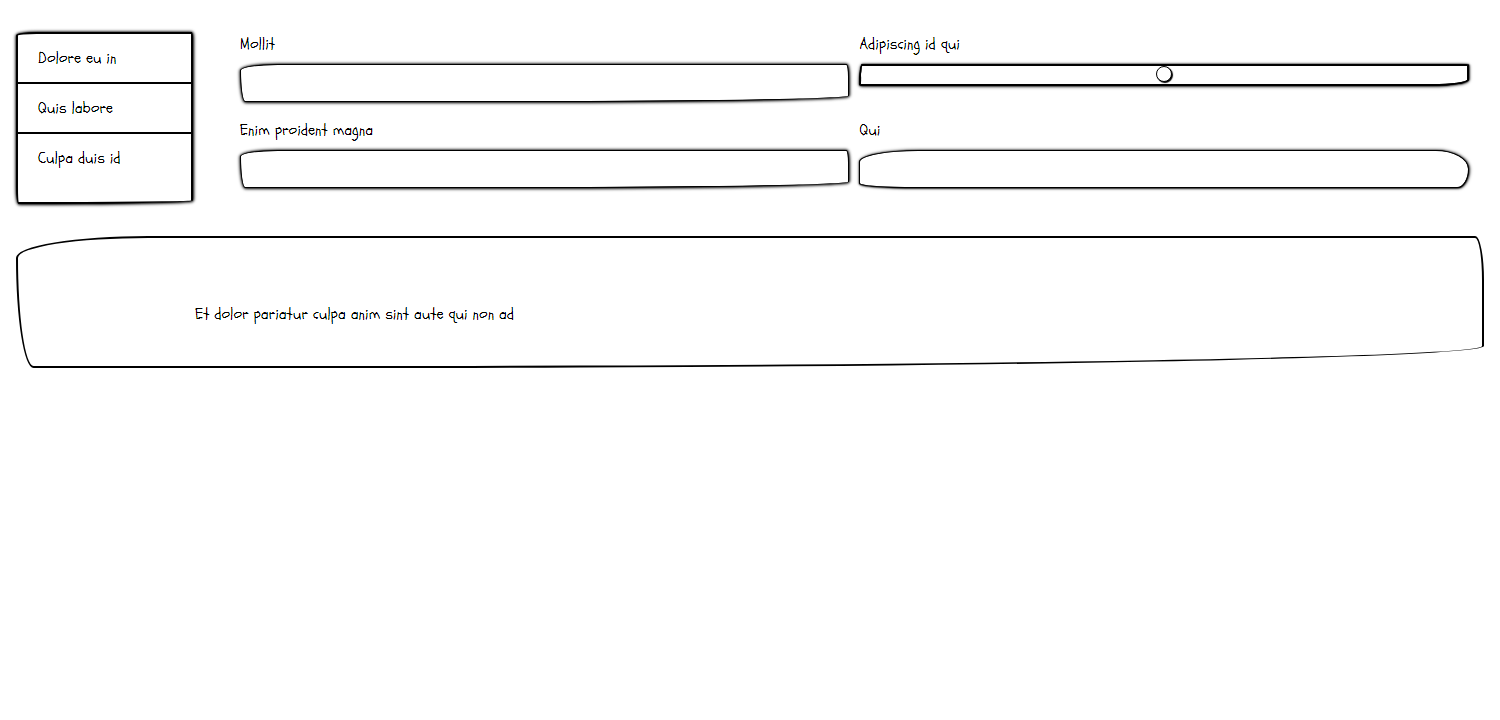 Dolore eu in
Quis labore
Culpa duis id
Mollit
Adipiscing id qui
Enim proident magna
Qui
Et dolor pariatur culpa anim sint aute qui non ad